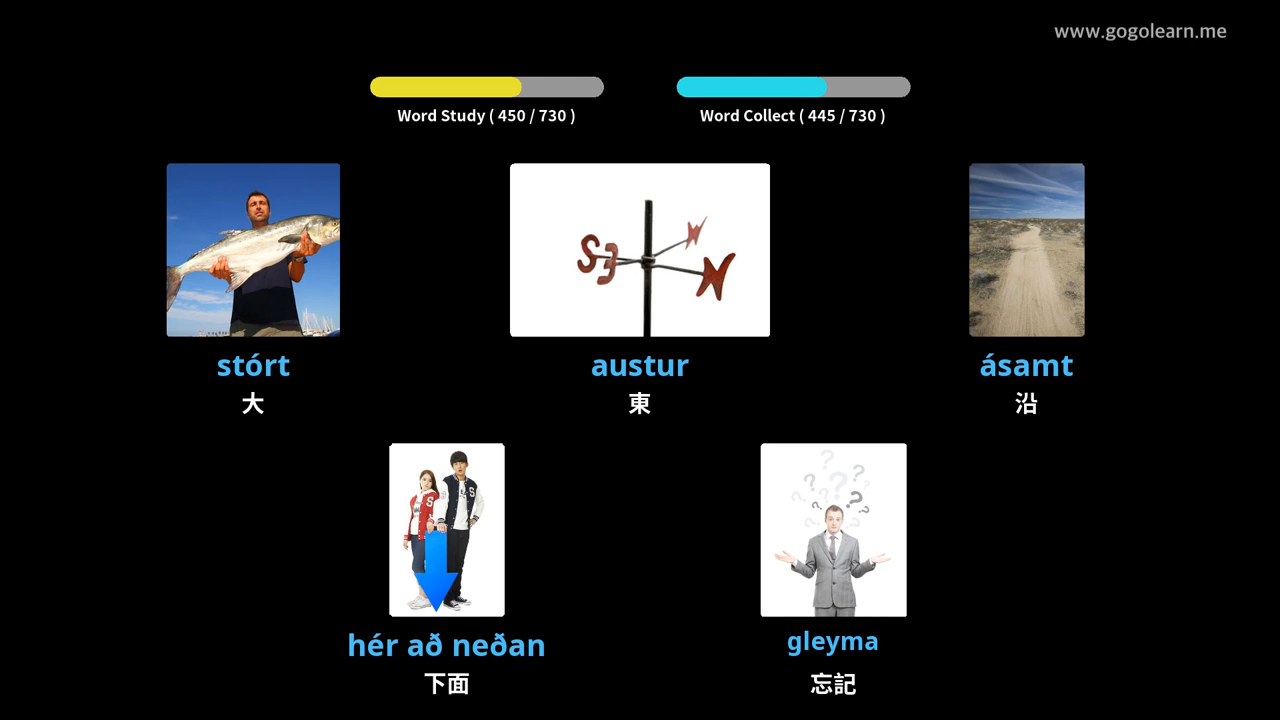 www.gogolearn.me
Word Study ( 450 / 730 )
Word Collect ( 445 / 730 )
S
E
W
N
stórt
austur
ásamt
大
東
沿
S
S
hér að neðan
gleyma
下面
忘記